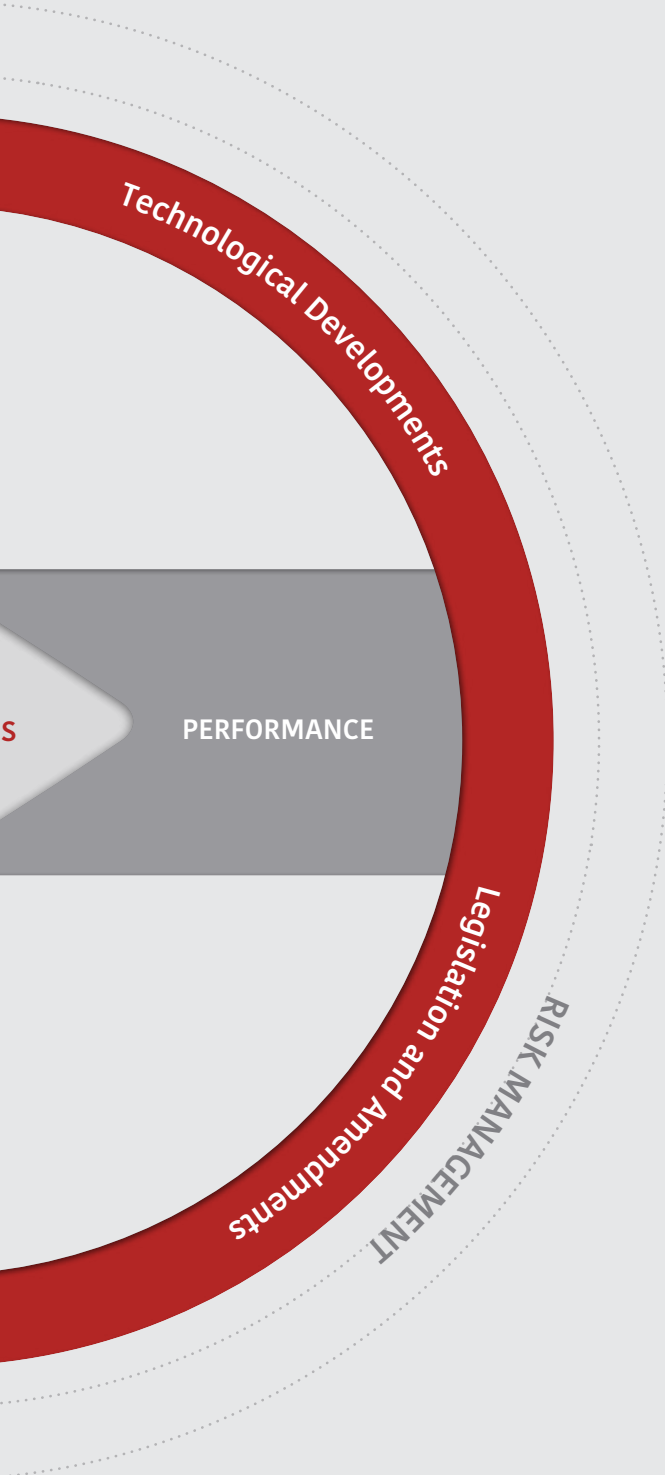 Technological Developments
S
PERFORMANCE
Legislation and Amendments
RISK MANAGEMENT